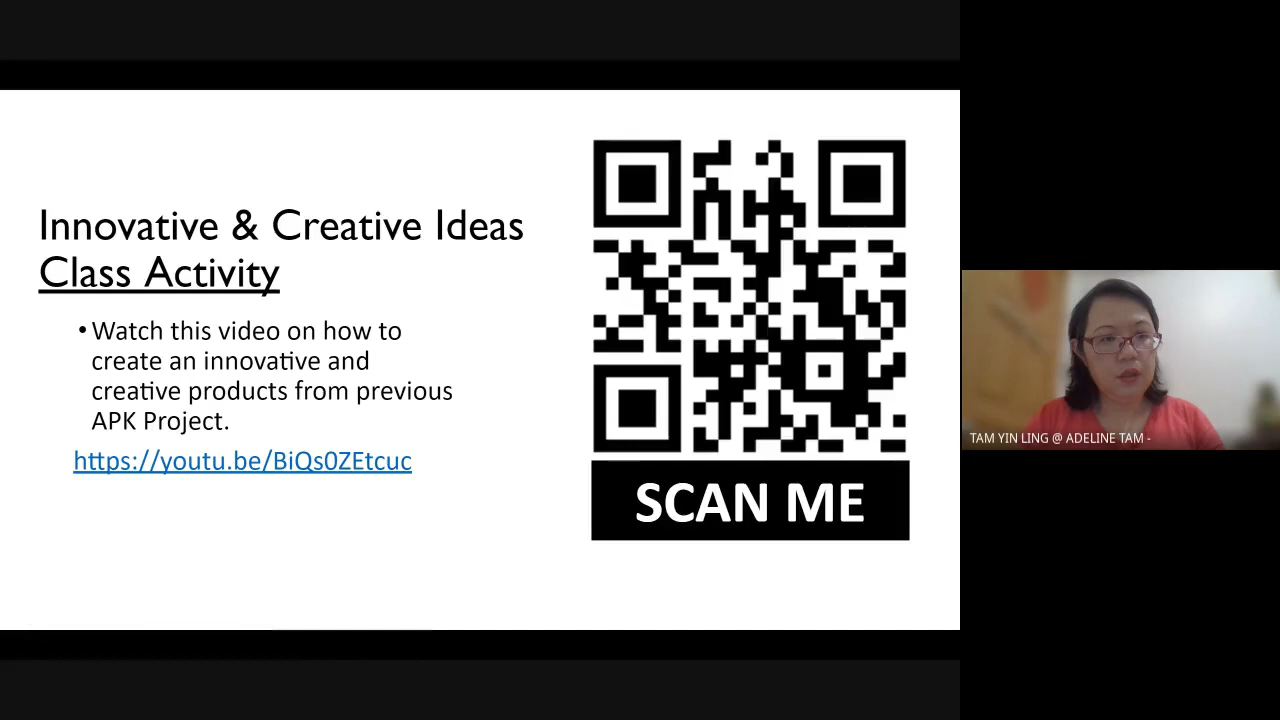 Innovative & Creative Ideas
Class Activity
•Watch this video on how to
create an innovative and
creative products from previous
APK Project.
https://youtu.be/BiQs0ZEtcuc
SCAN ME
TAM YIN LING @ ADELINE TAM -